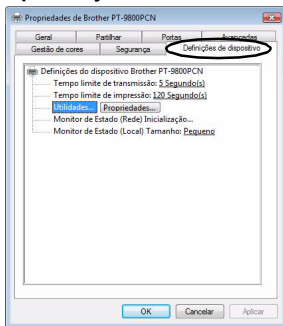 Propriedades de Brother PT-9800PCN
Geral Partilhar Portas Avançadas
Gestão de cores Segurança Definições de dispositivo
Definições do dispositivo Brother PT-9800PCN
Tempo limite de transmissão: 5 Segundo(s)
Tempo limite de impressão: 120 Segundo(s)
Utilidades... Propriedades...
Monitor de Estado (Rede) Inicialização...
Monitor de Estado (Local) Tamanho: Pequeno
OK Cancelar Aplicar